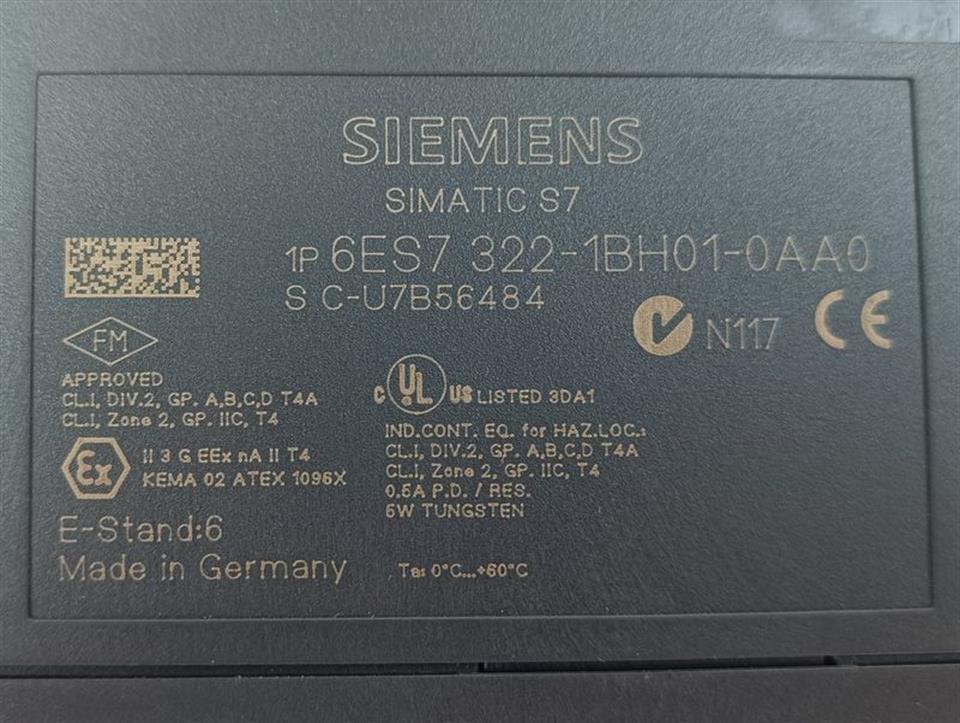 SIEMENS
SIMATIC S7
1P 6ES7 322-1BH01-0AA0
S C-U7B56484
N117 CE
FM
APPROVED
CL.I, DIV.2, GP. A,B,C,D T4A
CL.I, Zone 2, GP. IIC, T4
C UL US LISTED 3DA1
IND.CONT. EQ. for HAZ.LOC.:
CL.I, DIV.2, GP. A,B,C,D T4A
CL.I, Zone 2, GP. IIC, T4
0.5A P.D. / RES.
5W TUNGSTEN
Ex II 3 G EEx nA II T4
KEMA 02 ATEX 1096X
E-Stand:6
Made in Germany
Ta: 0°C...+60°C